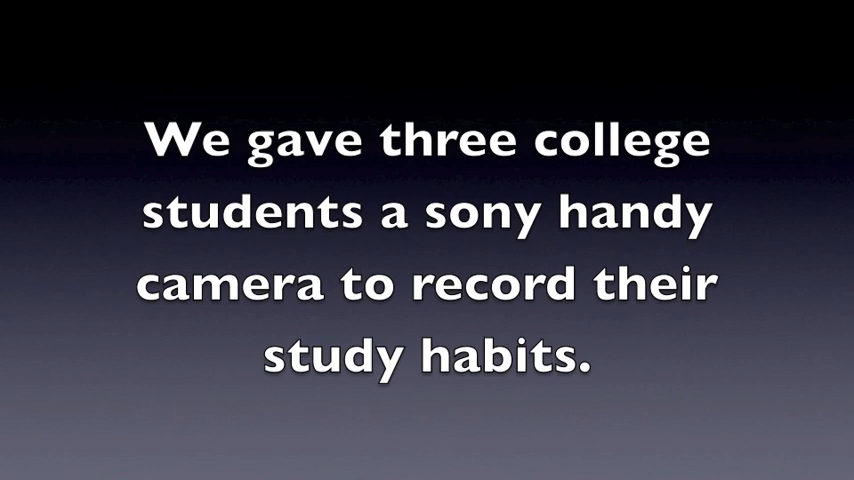 We gave three college
students a sony handy
camera to record their
study habits.